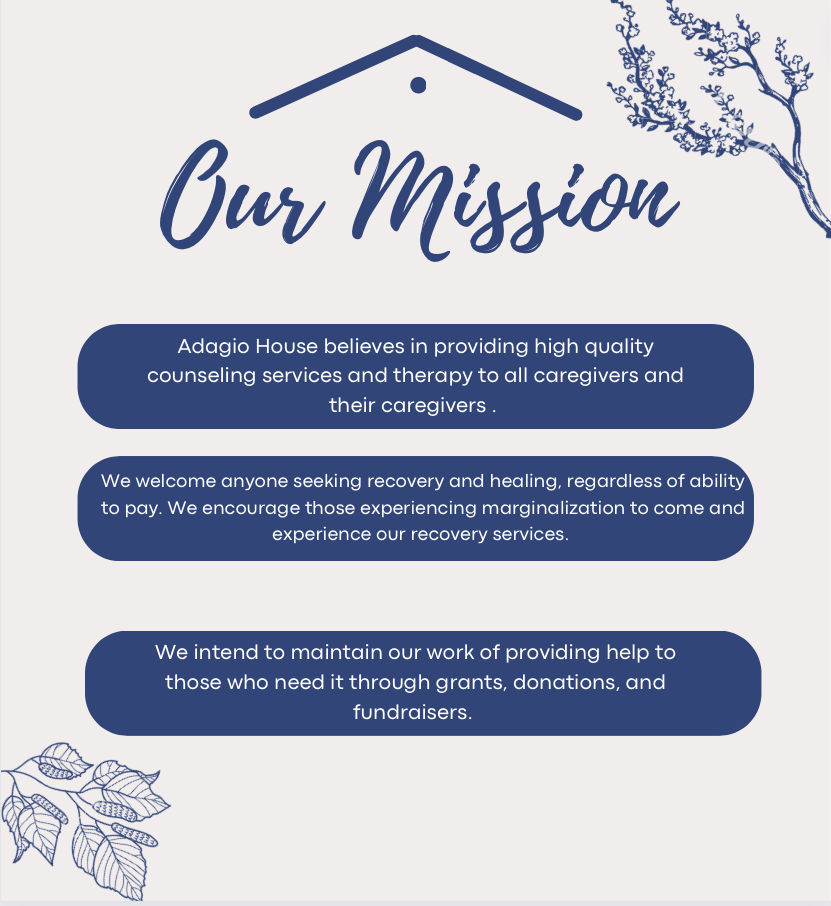 Our Mission
Adagio House believes in providing high quality
counseling services and therapy to all caregivers and
their caregivers .
We welcome anyone seeking recovery and healing, regardless of ability
to pay. We encourage those experiencing marginalization to come and
experience our recovery services.
We intend to maintain our work of providing help to
those who need it through grants, donations, and
fundraisers.